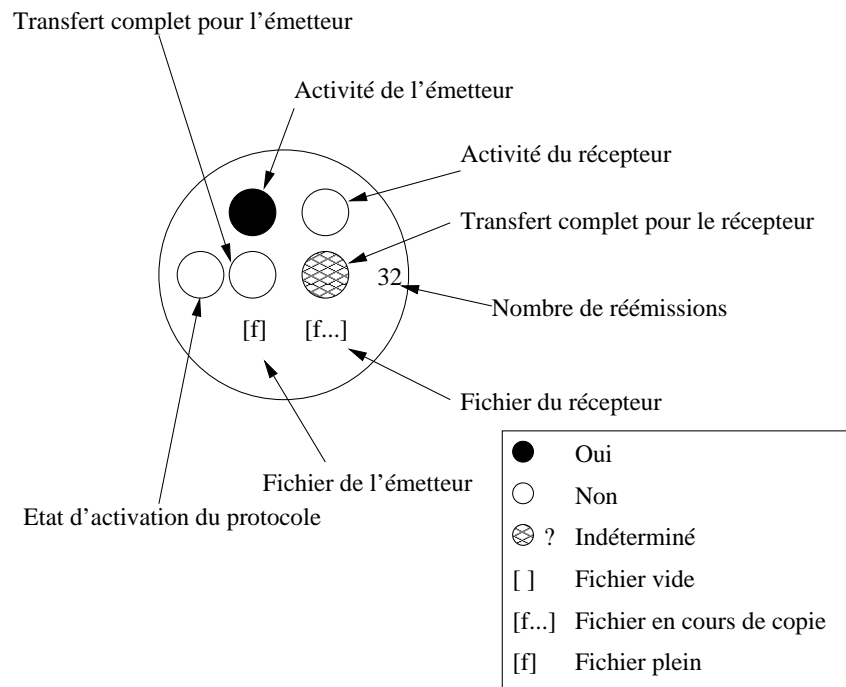 Transfert complet pour l'émetteur
Activité de l'émetteur
Activité du récepteur
Transfert complet pour le récepteur
32
Nombre de réémissions
[f] [f...]
Fichier du récepteur
Fichier de l'émetteur
Etat d'activation du protocole
Oui
Non
? Indéterminé
[ ] Fichier vide
[f...] Fichier en cours de copie
[f] Fichier plein